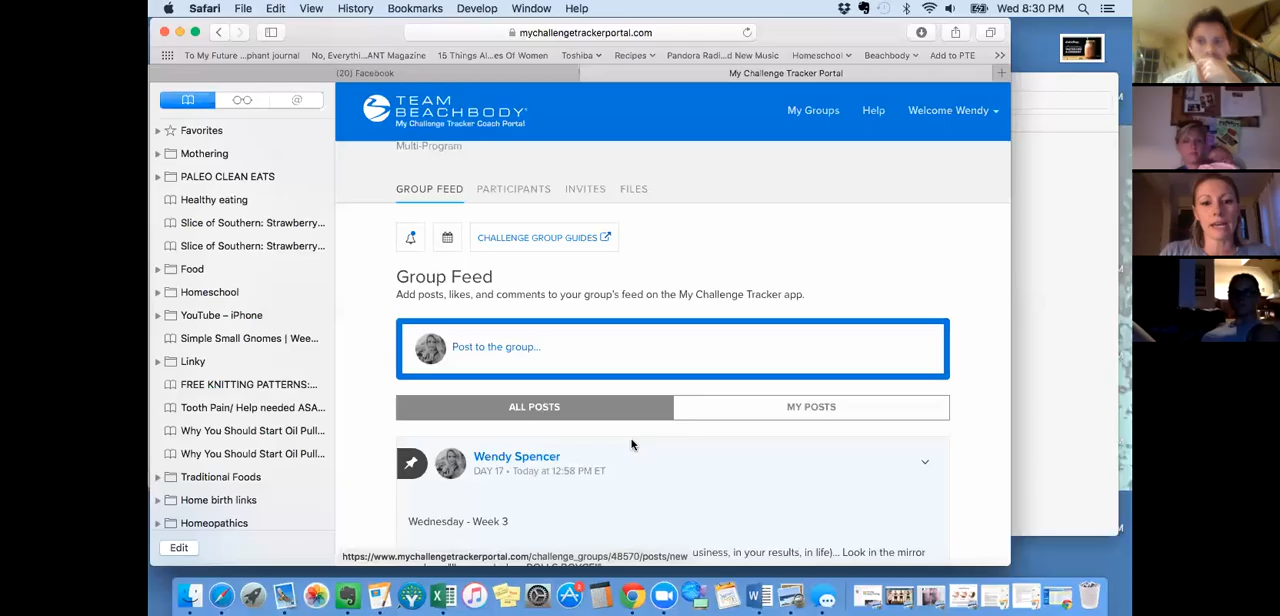 Safari File Edit View History Bookmarks Develop Window Help Wed 8:30 PM
mychallengetrackerportal.com
To My Future ...phant journal No, Everythi...ANT Magazine 15 Things Al...es Of Women Toshiba Recipes Pandora Radi...d New Music Homeschool Beachbody Add to PTE
(20) Facebook My Challenge Tracker Portal
Favorites
Mothering
PALEO CLEAN EATS
Healthy eating
Slice of Southern: Strawberry...
Slice of Southern: Strawberry...
Food
Homeschool
YouTube – iPhone
Simple Small Gnomes | Wee...
Linky
FREE KNITTING PATTERNS:...
Tooth Pain/ Help needed ASA...
Why You Should Start Oil Pull...
Why You Should Start Oil Pull...
Traditional Foods
Home birth links
Homeopathics
Edit
TEAM
BEACHBODY
My Challenge Tracker Coach Portal
My Groups Help Welcome Wendy
Multi-Program
GROUP FEED PARTICIPANTS INVITES FILES
CHALLENGE GROUP GUIDES
Group Feed
Add posts, likes, and comments to your group's feed on the My Challenge Tracker app.
Post to the group...
ALL POSTS MY POSTS
Wendy Spencer
DAY 17 • Today at 12:58 PM ET
Wednesday - Week 3
usiness, in your results, in life)... Look in the mirror
https://www.mychallengetrackerportal.com/challenge_groups/48570/posts/new